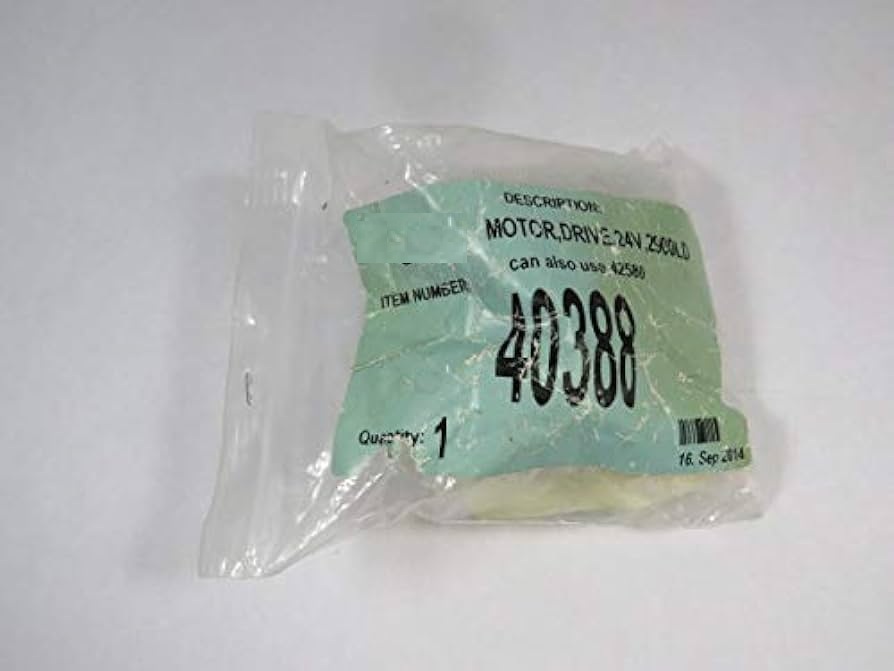 DESCRIPTION:
MOTOR,DRIVE,24V,2900LD
can also use 42580
ITEM NUMBER:
40388
Quantity: 1
16. Sep 2014